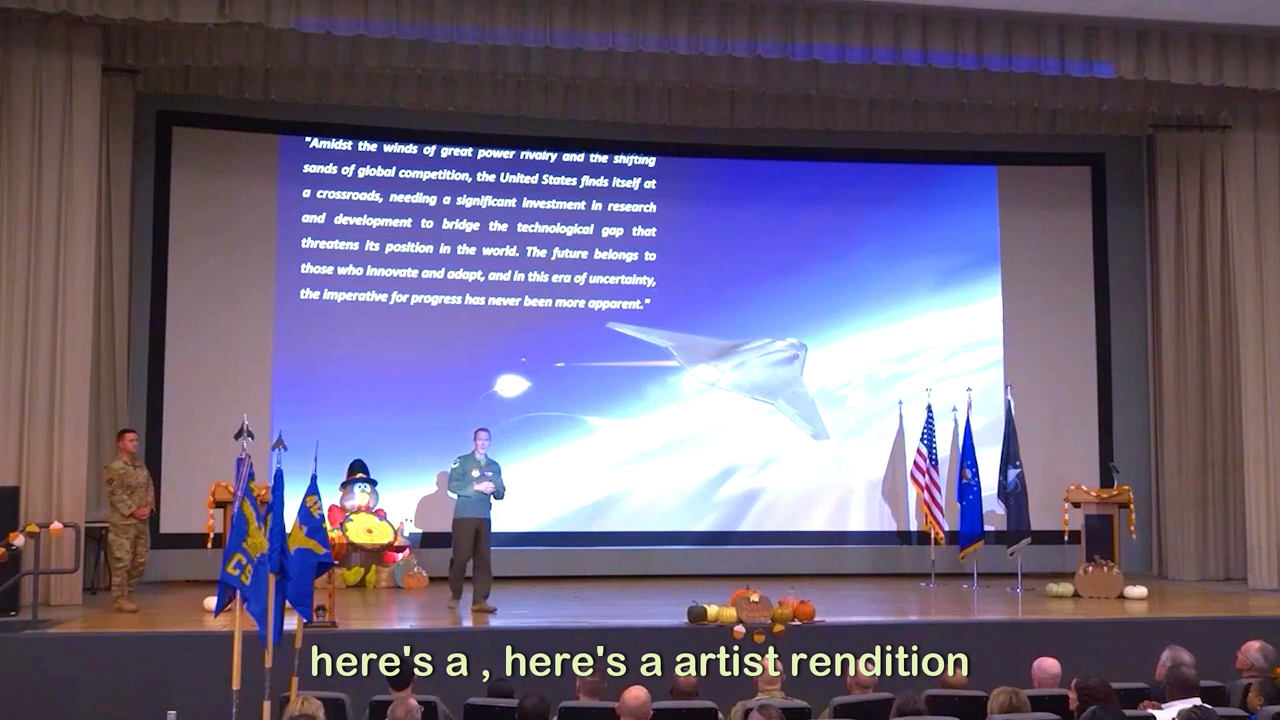 "Amidst the winds of great power rivalry and the shifting
sands of global competition, the United States finds itself at
a crossroads, needing a significant investment in research
and development to bridge the technological gap that
threatens its position in the world. The future belongs to
those who innovate and adapt, and in this era of uncertainty,
the imperative for progress has never been more apparent."
CS
here's a , here's a artist rendition